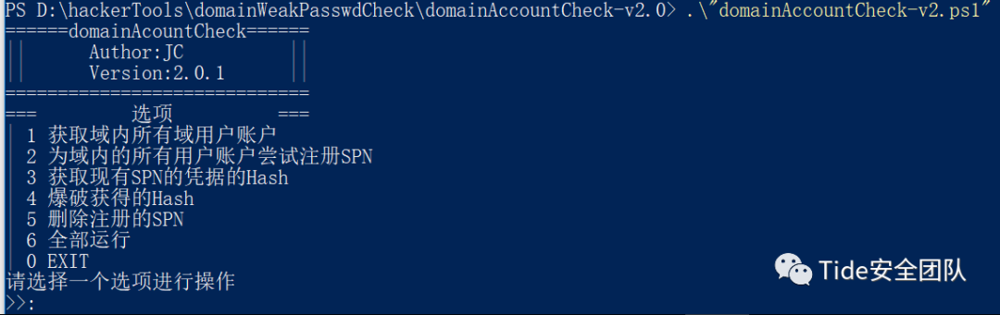 PS D:\hackerTools\domainWeakPasswdCheck\domainAccountCheck-v2.0> .\"domainAccountCheck-v2.ps1"
======domainAcountCheck======
||      Author:JC      ||
||      Version:2.0.1      ||
=============================
===      选项      ===
| 1 获取域内所有域用户账户
| 2 为域内的所有用户账户尝试注册SPN
| 3 获取现有SPN的凭据的Hash
| 4 爆破获得的Hash
| 5 删除注册的SPN
| 6 全部运行
| 0 EXIT
请选择一个选项进行操作
>>:
Tide安全团队